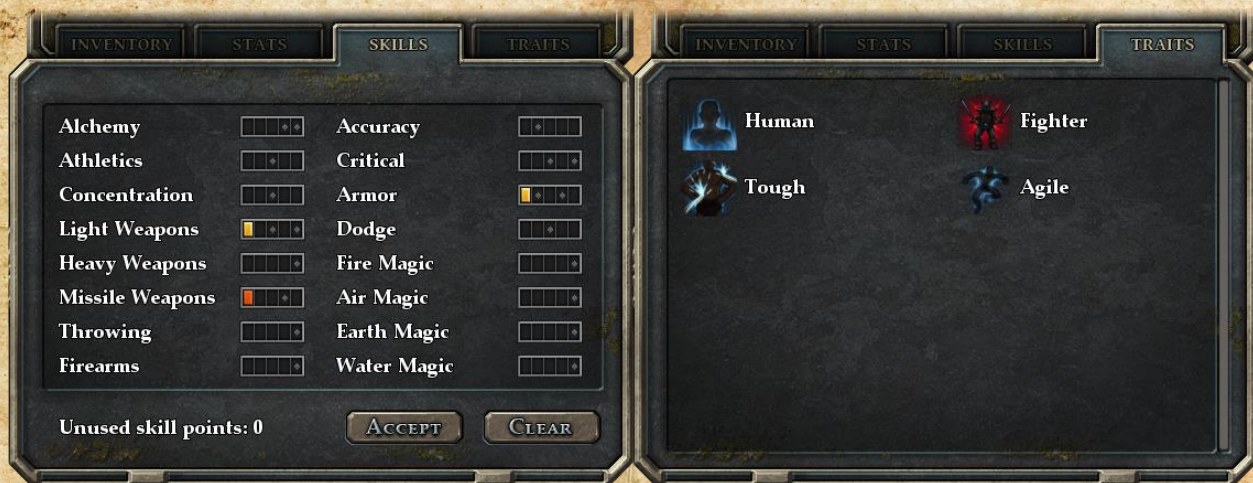 INVENTORY STATS SKILLS TRAITS
Alchemy Accuracy
Athletics Critical
Concentration Armor
Light Weapons Dodge
Heavy Weapons Fire Magic
Missile Weapons Air Magic
Throwing Earth Magic
Firearms Water Magic
Unused skill points: 0 ACCEPT CLEAR
INVENTORY STATS SKILLS TRAITS
Human Fighter
Tough Agile